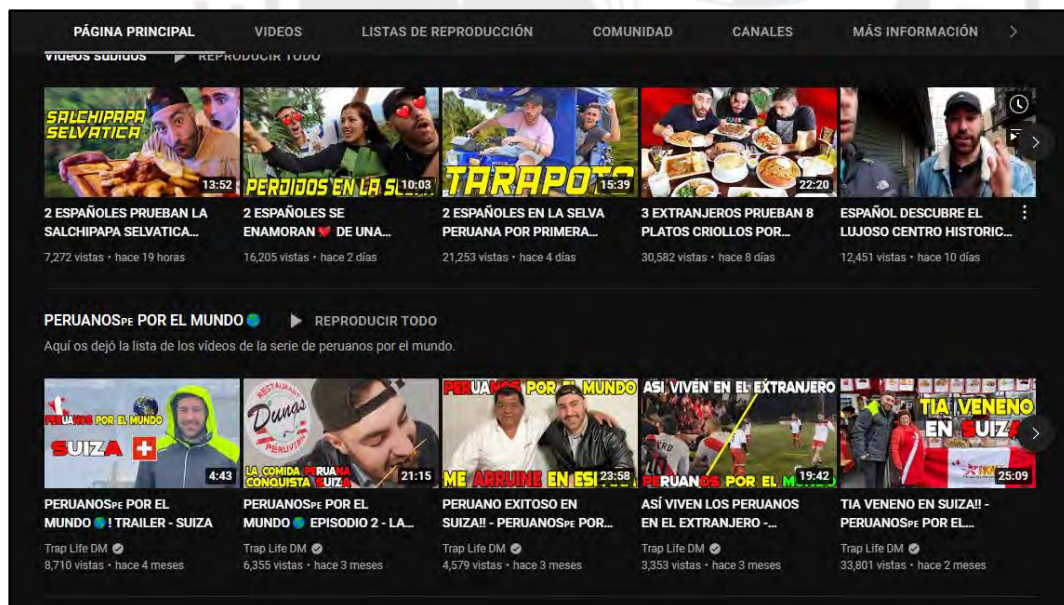 PÁGINA PRINCIPAL VIDEOS LISTAS DE REPRODUCCIÓN COMUNIDAD CANALES MÁS INFORMACIÓN
Videos subidos REPRODUCIR TODO
SALCHIPAPA
SELVATICA
13:52
PERDIDOS EN LA
10:03
TARAPOTO
15:39
22:20
2 ESPAÑOLES PRUEBAN LA
SALCHIPAPA SELVATICA...
7,272 vistas • hace 19 horas
2 ESPAÑOLES SE
ENAMORAN ❤️ DE UNA...
16,205 vistas • hace 2 días
2 ESPAÑOLES EN LA SELVA
PERUANA POR PRIMERA...
21,253 vistas • hace 4 días
3 EXTRANJEROS PRUEBAN 8
PLATOS CRIOLLOS POR...
30,582 vistas • hace 8 días
ESPAÑOL DESCUBRE EL
LUJOSO CENTRO HISTORIC...
12,451 vistas • hace 10 días
PERUANOSPE POR EL MUNDO🌍 REPRODUCIR TODO
Aquí os dejó la lista de los vídeos de la serie de peruanos por el mundo.
PERUANOS POR EL MUNDO
SUIZA
4:43
RESTAURANT
Dunas
PERUVIEN
LA COMIDA PERUANA
CONQUISTA SUIZA
21:15
PERUANOS POR EL MUNDO
ME ARRUINE EN
23:58
ASI VIVEN EN EL EXTRANJERO
PERUANOS POR EL MUNDO
19:42
TIA VENENO
EN SUIZA
25:09
PERUANOSPE POR EL
MUNDO 🌍 ! TRAILER - SUIZA
Trap Life DM
8,710 vistas • hace 4 meses
PERUANOSPE POR EL
MUNDO 🌍 EPISODIO 2 - LA...
Trap Life DM
6,355 vistas • hace 3 meses
PERUANO EXITOSO EN
SUIZA!! - PERUANOSPE POR...
Trap Life DM
4,579 vistas • hace 3 meses
ASÍ VIVEN LOS PERUANOS
EN EL EXTRANJERO -...
Trap Life DM
3,353 vistas • hace 3 meses
TIA VENENO EN SUIZA!! -
PERUANOSPE POR EL...
Trap Life DM
33,801 vistas • hace 2 meses